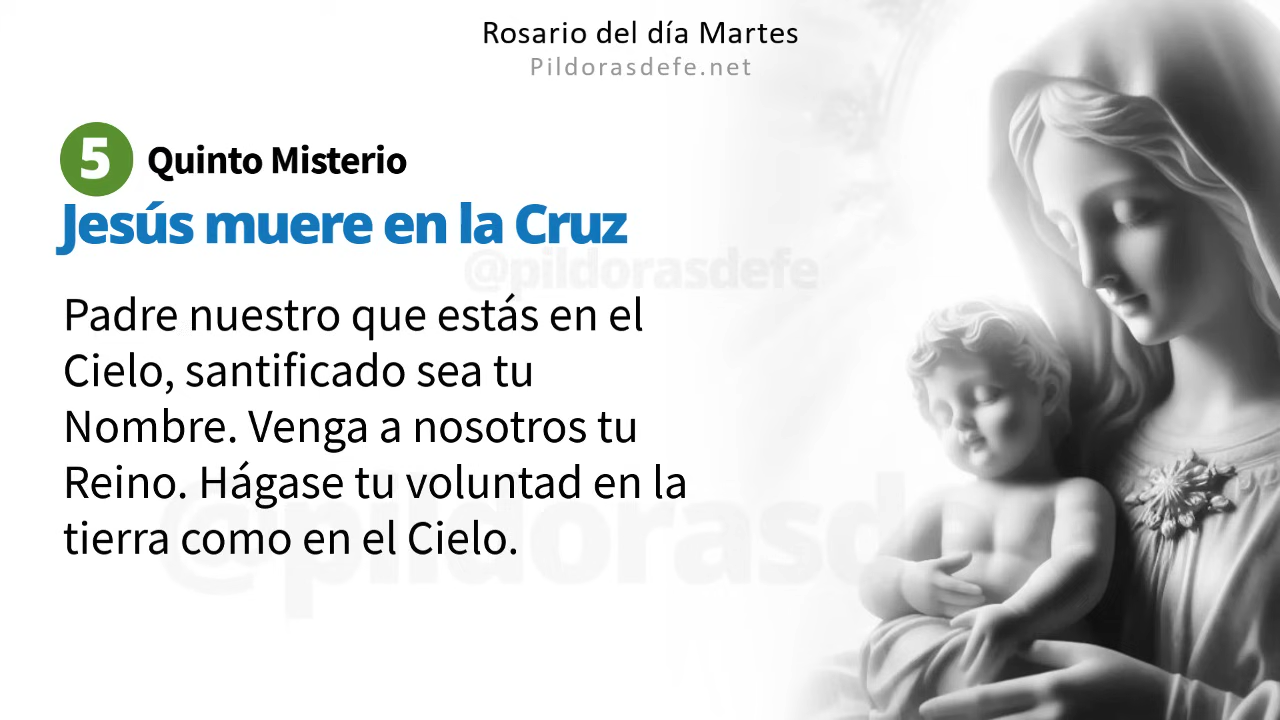 Rosario del día Martes
Pildorasdefe.net
5 Quinto Misterio
Jesús muere en la Cruz
@pildorasdefe
Padre nuestro que estás en el
Cielo, santificado sea tu
Nombre. Venga a nosotros tu
Reino. Hágase tu voluntad en la
tierra como en el Cielo.
@pildorasde